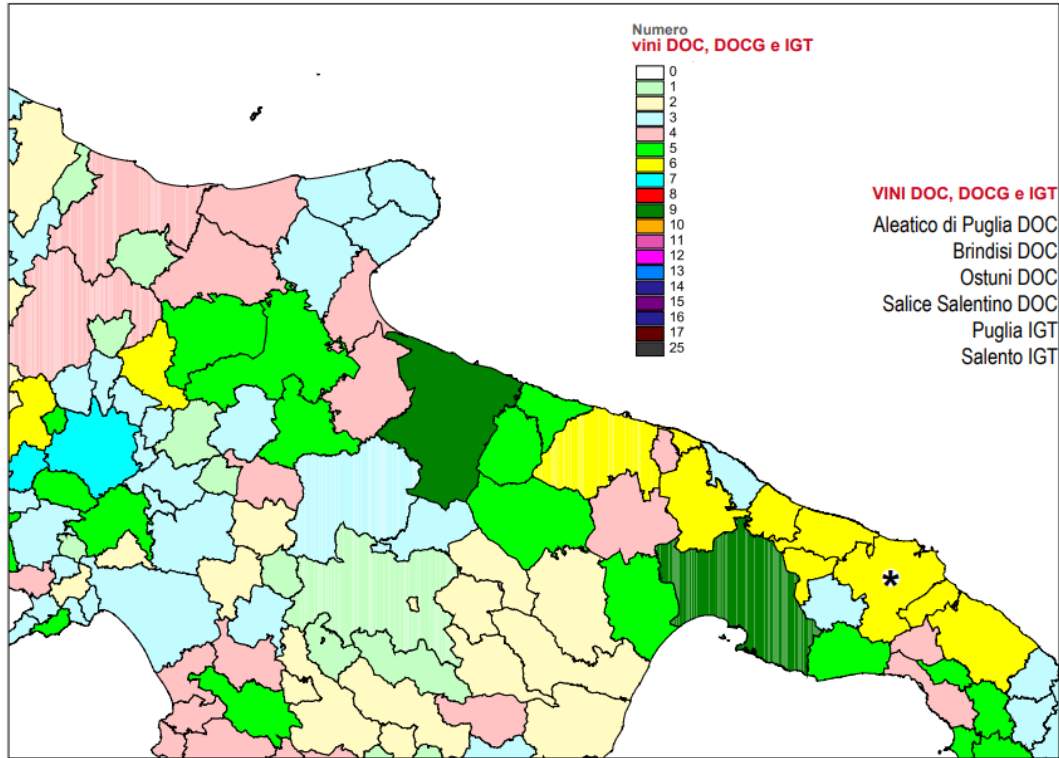 Numero
vini DOC, DOCG e IGT
0
1
2
3
4
5
6
7
8
9
10
11
12
13
14
15
16
17
25
VINI DOC, DOCG e IGT
Aleatico di Puglia DOC
Brindisi DOC
Ostuni DOC
Salice Salentino DOC
Puglia IGT
Salento IGT
*